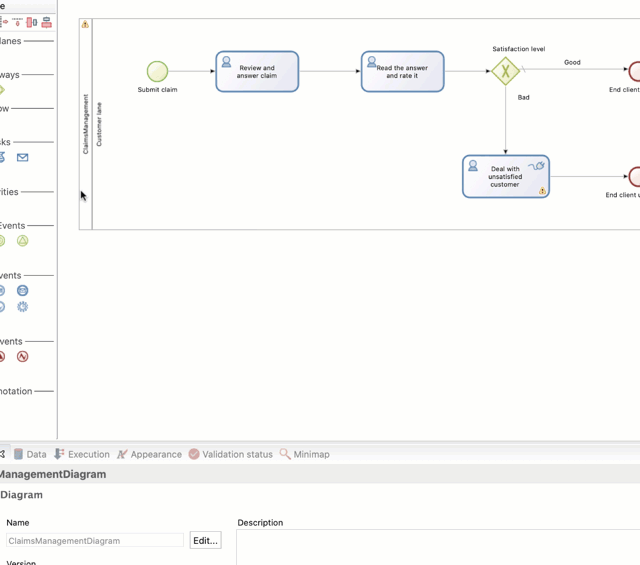 e
lanes
ways
ow
sks
vities
Events
vents
vents
notation
ClaimsManagement
Customer lane
Submit claim
Review and
answer claim
Read the answer
and rate it
Satisfaction level
Good
Bad
End client
Deal with
unsatisfied
customer
End client u
Data
Execution
Appearance
Validation status
Minimap
ManagementDiagram
Diagram
Name
Description
ClaimsManagementDiagram
Edit...
Version